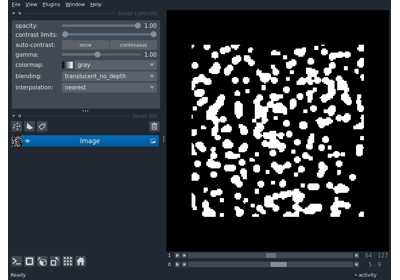 File View Plugins Window Help
layer controls
opacity: 1.00
contrast limits:
auto-contrast: once continuous
gamma: 1.00
colormap: gray
blending: translucent_no_depth
interpolation: nearest
layer list
Image
1 64 127
0 5 9
Ready activity